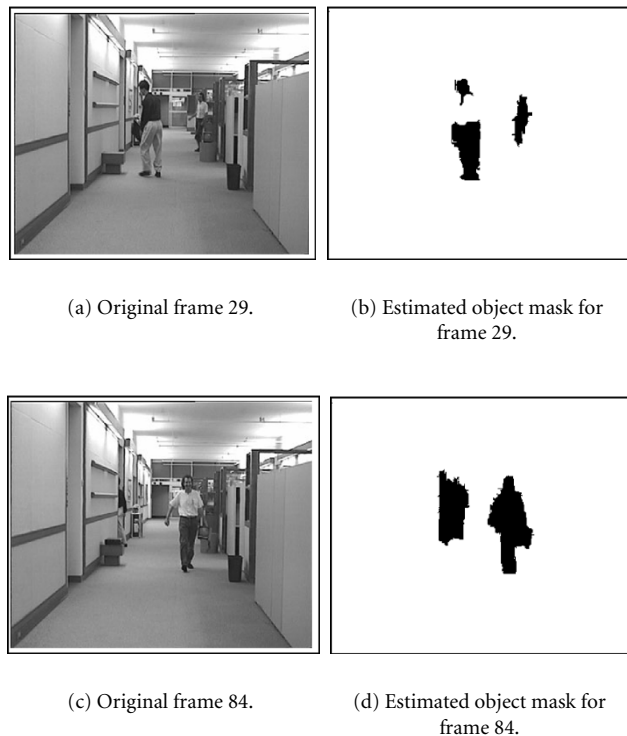 (a) Original frame 29.
(b) Estimated object mask for
frame 29.
(c) Original frame 84.
(d) Estimated object mask for
frame 84.